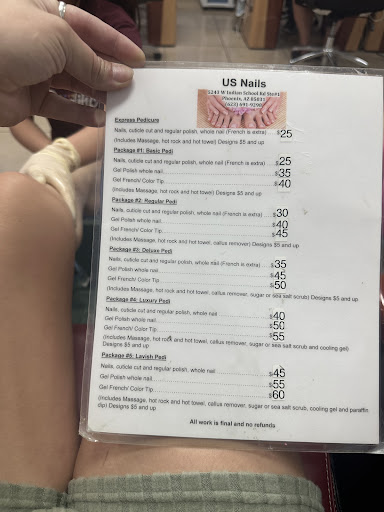 US Nails
5243 W Indian School Rd Ste#1
Phoenix, AZ 85031
(623) 691-9290
Express Pedicure
Nails, cuticle cut and regular polish, whole nail (French is extra) ....$25
(Includes Massage, hot rock and hot towel) Designs $5 and up
Package #1: Basic Pedi
Nails, cuticle cut and regular polish, whole nail (French is extra) ....$25
Gel Polish whole nail..............$35
Gel French/ Color Tip..............$40
(Includes Massage, hot rock and hot towel) Designs $5 and up
Package #2: Regular Pedi
Nails, cuticle cut and regular polish, whole nail (French is extra) ....$30
Gel Polish whole nail..............$40
Gel French/ Color Tip..............$45
(Includes Massage, hot rock and hot towel, callus remover) Designs $5 and up
Package #3: Deluxe Pedi
Nails, cuticle cut and regular polish, whole nail (French is extra) ....$35
Gel Polish whole nail..............$45
Gel French/ Color Tip..............$50
(Includes Massage, hot rock and hot towel, callus remover, sugar or sea salt scrub) Designs $5 and up
Package #4: Luxury Pedi
Nails, cuticle cut and regular polish, whole nail ..............$40
Gel Polish whole nail..............$50
Gel French/ Color Tip..............$55
(Includes Massage, hot rock and hot towel, callus remover, sugar or sea salt scrub and cooling gel)
Designs $5 and up
Package #5: Lavish Pedi
Nails, cuticle cut and regular polish, whole nail ..............$45
Gel Polish whole nail..............$55
Gel French/ Color Tip..............$60
(Includes Massage, hot rock and hot towel, callus remover, sugar or sea salt scrub, cooling gel and paraffin
dip) Designs $5 and up
All work is final and no refunds